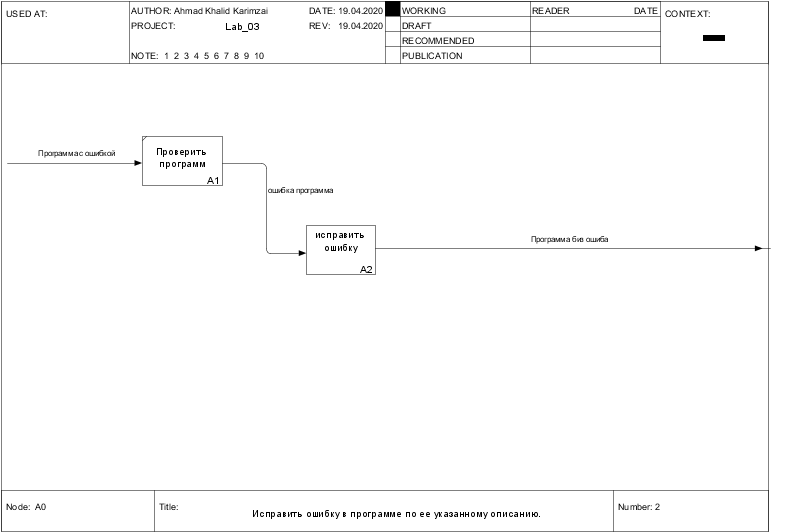 USED AT:
AUTHOR: Ahmad Khalid Karimzai
DATE: 19.04.2020
WORKING
READER
DATE
CONTEXT:
PROJECT:
Lab_03
REV: 19.04.2020
DRAFT
RECOMMENDED
NOTE: 1 2 3 4 5 6 7 8 9 10
PUBLICATION
Программа с ошибкой
Проверить
программ
A1
ошибка программа
исправить
ошибку
A2
Программа бив ошиба
Node: A0
Title:
Исправить ошибку в программе по ее указанному описанию.
Number: 2